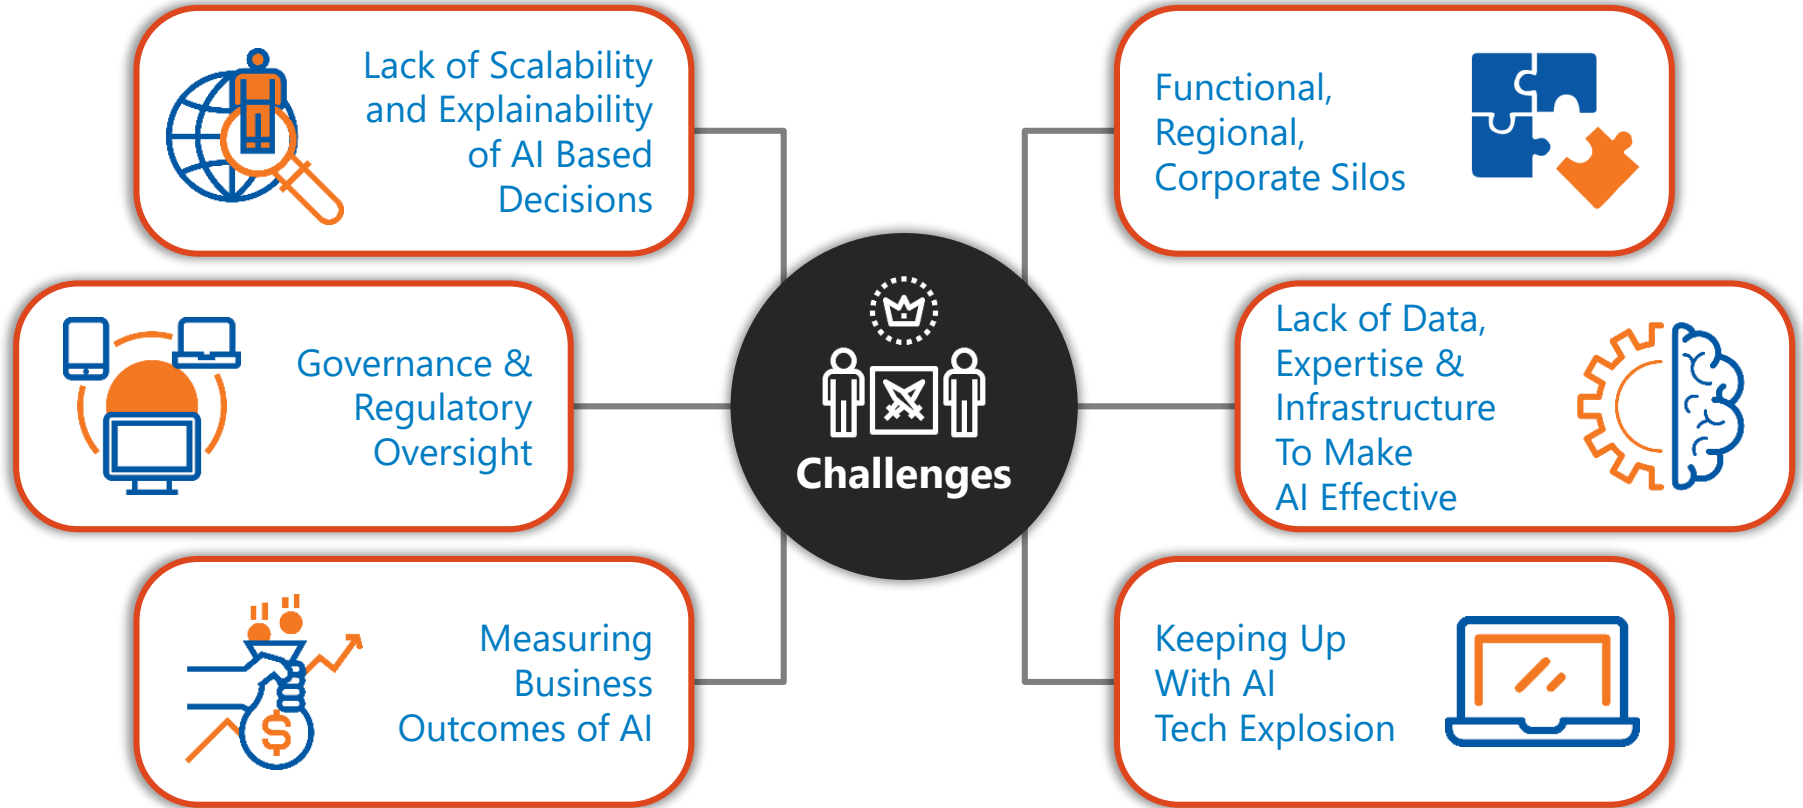 Lack of Scalability
and Explainability
of AI Based
Decisions
Governance &
Regulatory
Oversight
Measuring
Business
Outcomes of AI
Challenges
Functional,
Regional,
Corporate Silos
Lack of Data,
Expertise &
Infrastructure
To Make
AI Effective
Keeping Up
With AI
Tech Explosion
$